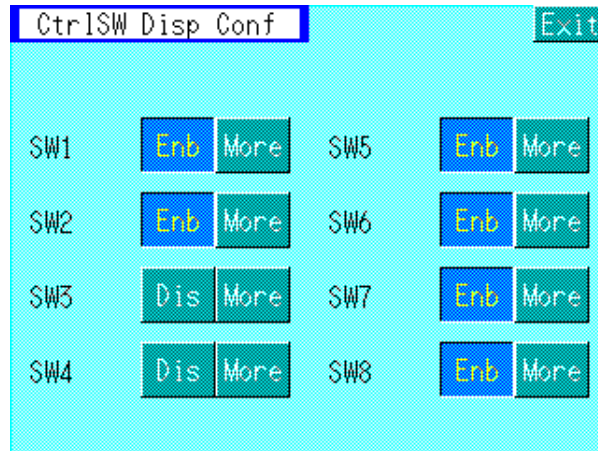 CtrlSW Disp Conf Exit
SW1 Enb More SW5 Enb More
SW2 Enb More SW6 Enb More
SW3 Dis More SW7 Enb More
SW4 Dis More SW8 Enb More